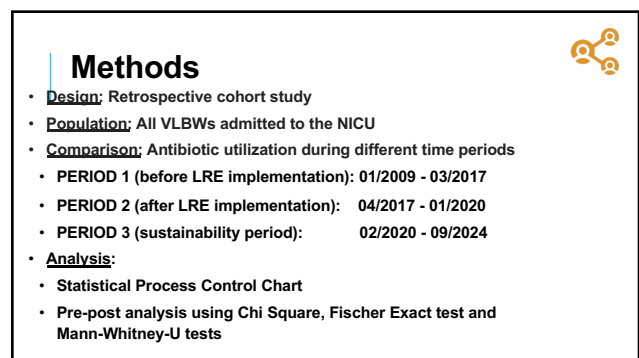 Methods
• Design: Retrospective cohort study
• Population: All VLBWs admitted to the NICU
• Comparison: Antibiotic utilization during different time periods
• PERIOD 1 (before LRE implementation): 01/2009 - 03/2017
• PERIOD 2 (after LRE implementation): 04/2017 - 01/2020
• PERIOD 3 (sustainability period): 02/2020 - 09/2024
• Analysis:
• Statistical Process Control Chart
• Pre-post analysis using Chi Square, Fischer Exact test and
Mann-Whitney-U tests